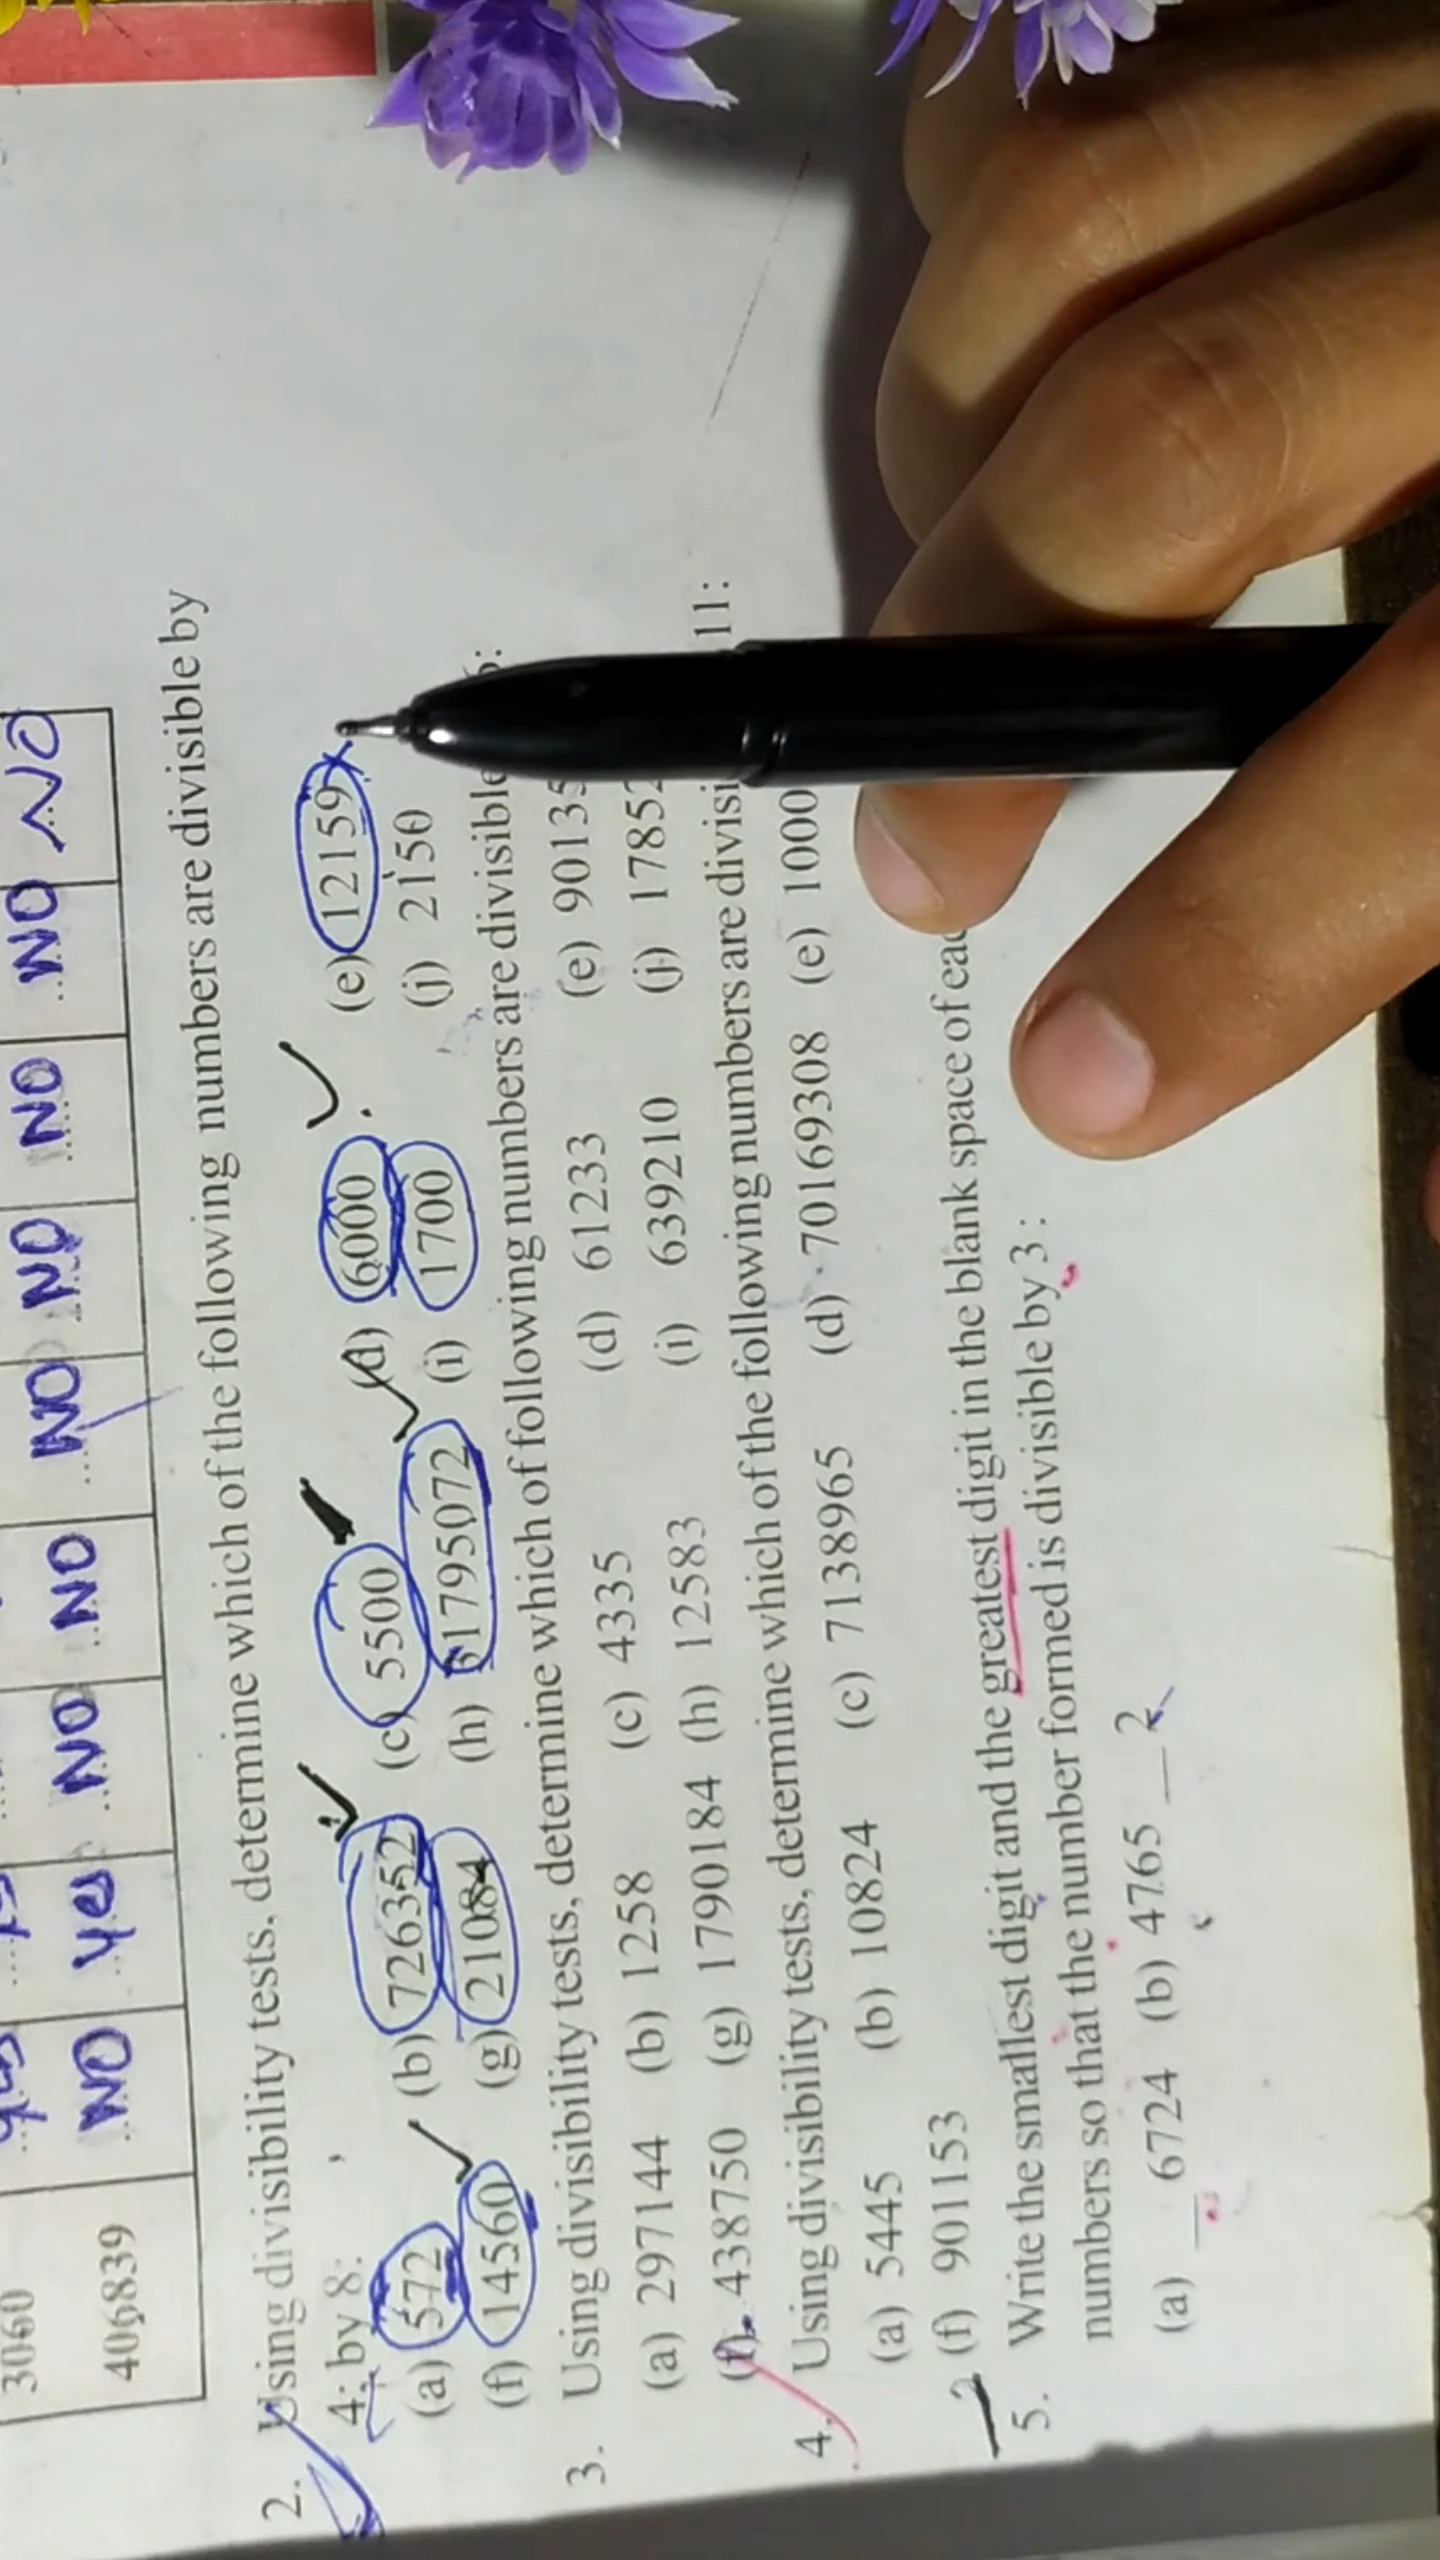 3060
406839 NO yes NO NO NO NO NO NO NO
2. Using divisibility tests, determine which of the following numbers are divisible by
4; by 8:
(a) 572 (b) 726352 (c) 5500 (d) 6000 (e) 12159
(f) 14560 (g) 21084 (h) 31795072 (i) 1700 (j) 2150
3. Using divisibility tests, determine which of following numbers are divisible 6:
(a) 297144 (b) 1258 (c) 4335 (d) 61233 (e) 90135
(f) 438750 (g) 1790184 (h) 12583 (i) 639210 (j) 17852
4. Using divisibility tests, determine which of the following numbers are 11:
(a) 5445 (b) 10824 (c) 7138965 (d) 70169308 (e) 1000
(f) 901153
5. Write the smallest digit and the greatest digit in the blank space of
numbers so that the number formed is divisible by 3 :
(a) __ 6724 (b) 4765 __ 2